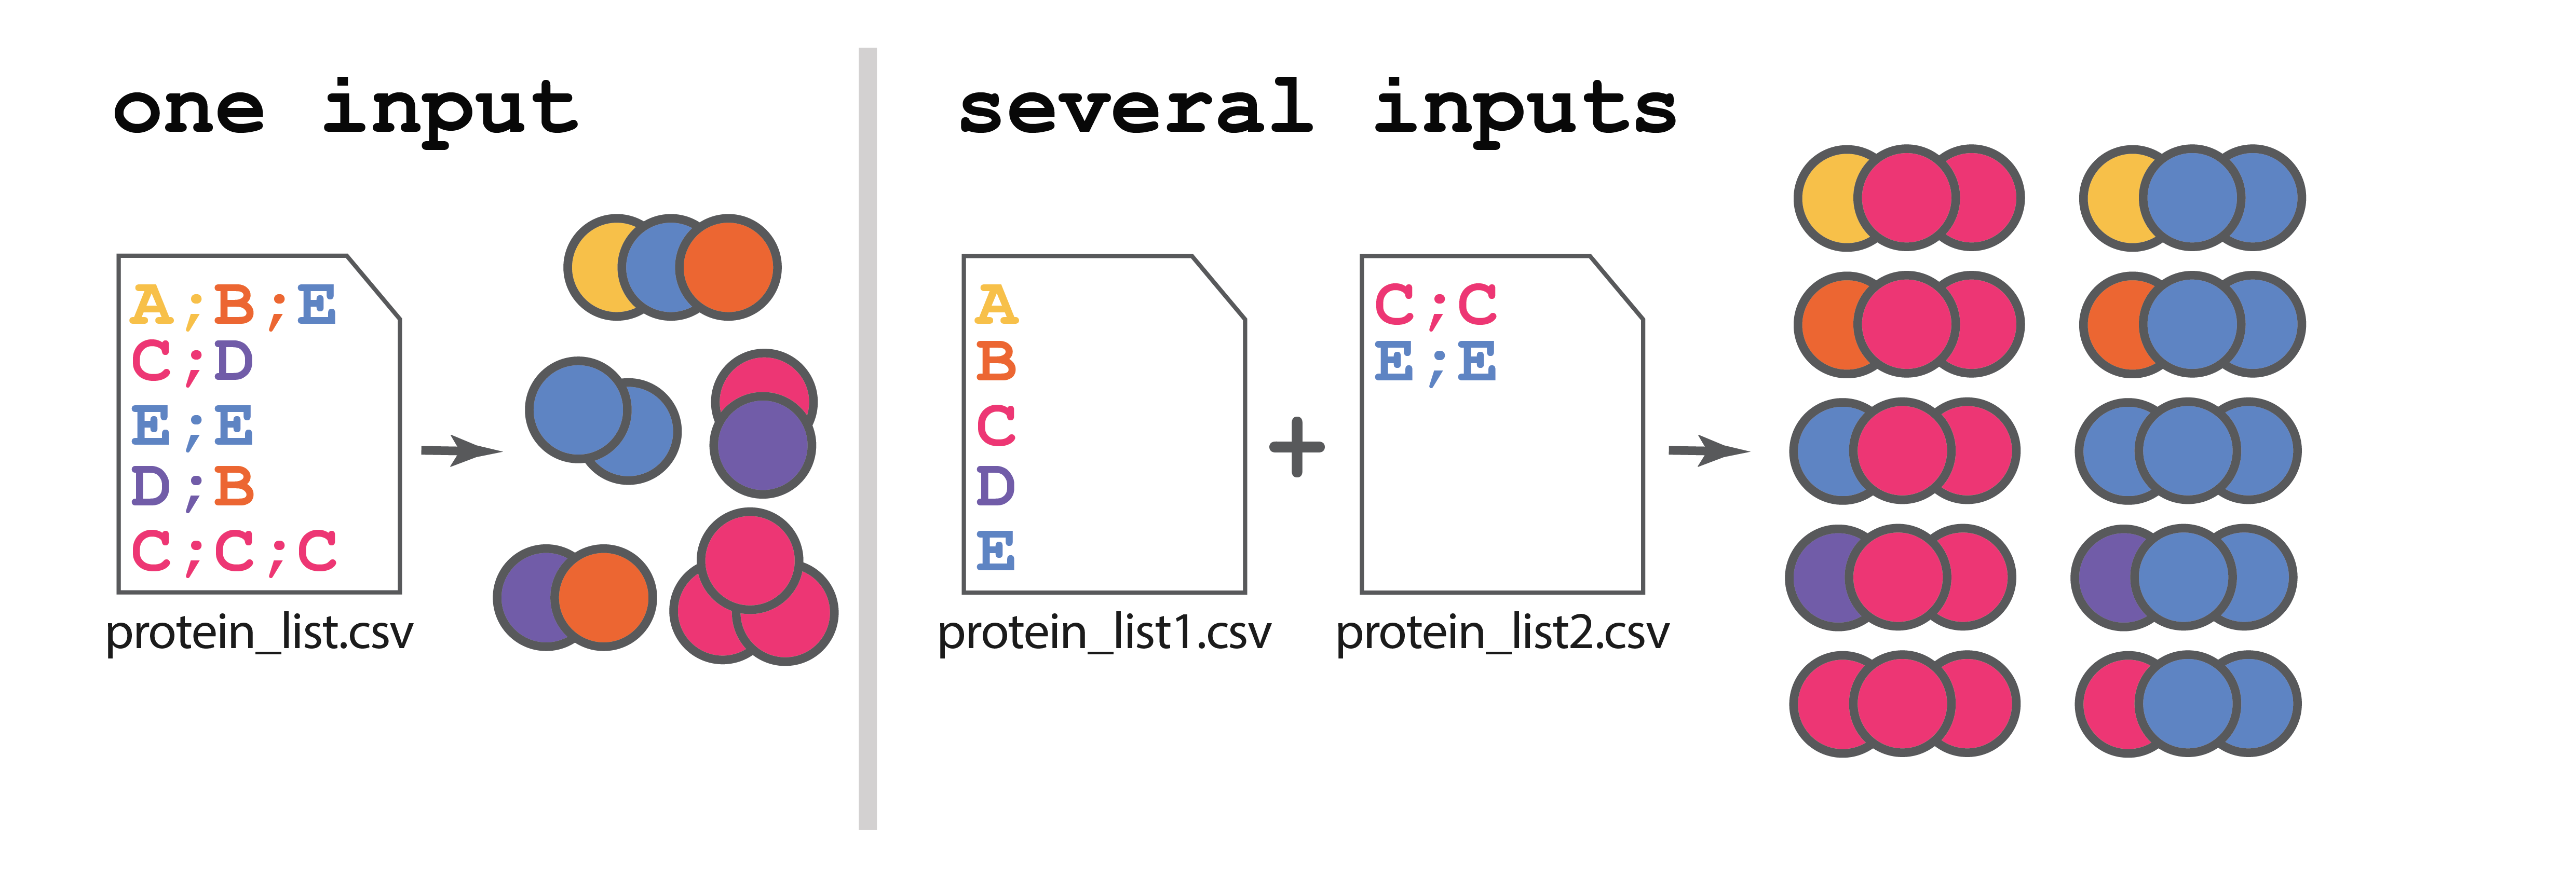 one input
A;B;E
C;D
E;E
D;B
C;C;C
protein_list.csv
several inputs
A
B
C
D
E
protein_list1.csv
+
C;C
E;E
protein_list2.csv